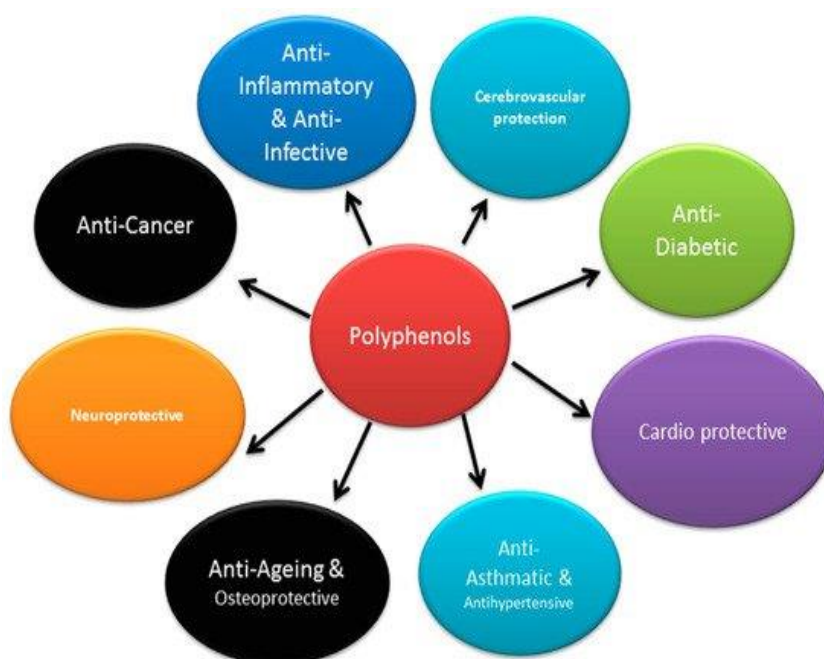 Anti-
Inflammatory
& Anti-
Infective
Cerebrovascular
protection
Anti-Cancer
Anti-
Diabetic
Polyphenols
Neuroprotective
Cardio protective
Anti-Ageing &
Osteoprotective
Anti-
Asthmatic &
Antihypertensive